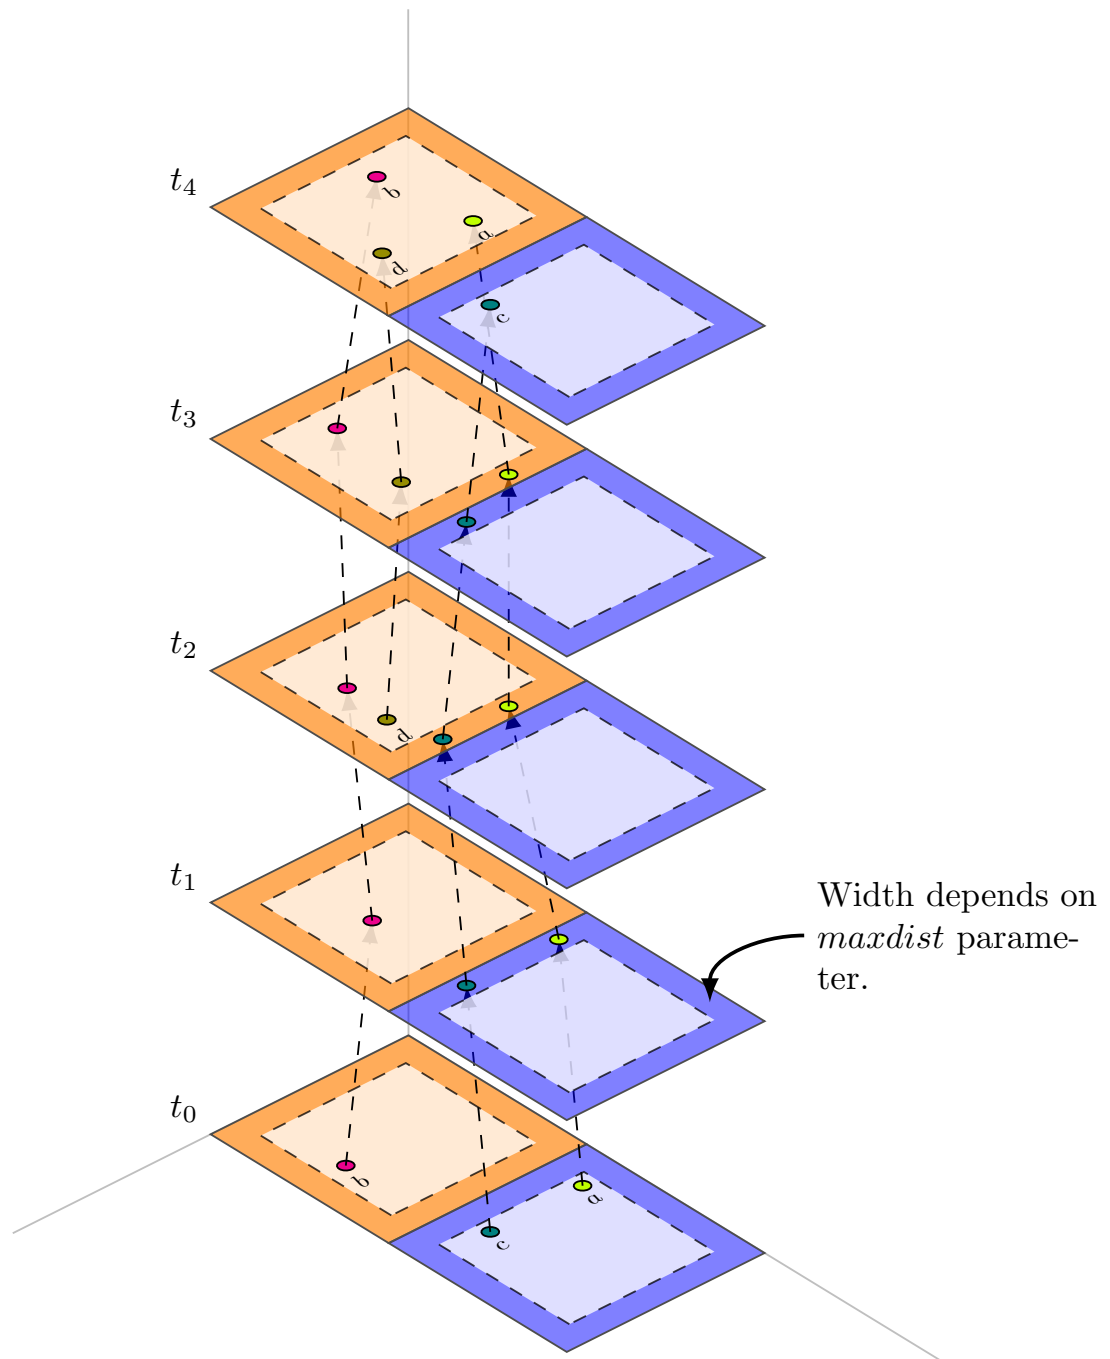 t4
b
a
d
c
t3
t2
d
t1
Width depends on
maxdist parame-
ter.
t0
b
a
c